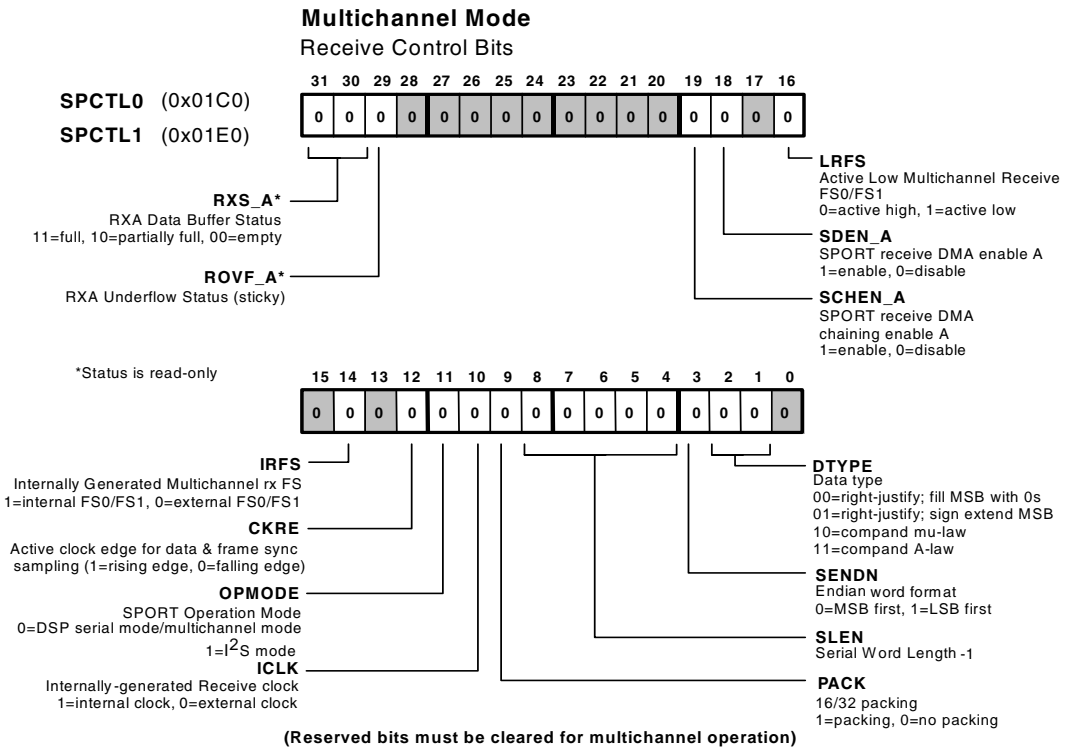 Multichannel Mode
Receive Control Bits
31 30 29 28 27 26 25 24 23 22 21 20 19 18 17 16
SPCTL0 (0x01C0)
SPCTL1 (0x01E0)
0 0 0 0 0 0 0 0 0 0 0 0 0 0 0 0
RXS_A*
RXA Data Buffer Status
11=full, 10=partially full, 00=empty
ROVF_A*
RXA Underflow Status (sticky)
LRFS
Active Low Multichannel Receive
FS0/FS1
0=active high, 1=active low
SDEN_A
SPORT receive DMA enable A
1=enable, 0=disable
SCHEN_A
SPORT receive DMA
chaining enable A
1=enable, 0=disable
*Status is read-only
15 14 13 12 11 10 9 8 7 6 5 4 3 2 1 0
0 0 0 0 0 0 0 0 0 0 0 0 0 0 0 0
IRFS
Internally Generated Multichannel rx FS
1=internal FS0/FS1, 0=external FS0/FS1
CKRE
Active clock edge for data & frame sync
sampling (1=rising edge, 0=falling edge)
OPMODE
SPORT Operation Mode
0=DSP serial mode/multichannel mode
1=I2S mode
ICLK
Internally-generated Receive clock
1=internal clock, 0=external clock
DTYPE
Data type
00=right-justify; fill MSB with 0s
01=right-justify; sign extend MSB
10=compand mu-law
11=compand A-law
SENDN
Endian word format
0=MSB first, 1=LSB first
SLEN
Serial Word Length -1
PACK
16/32 packing
1=packing, 0=no packing
(Reserved bits must be cleared for multichannel operation)